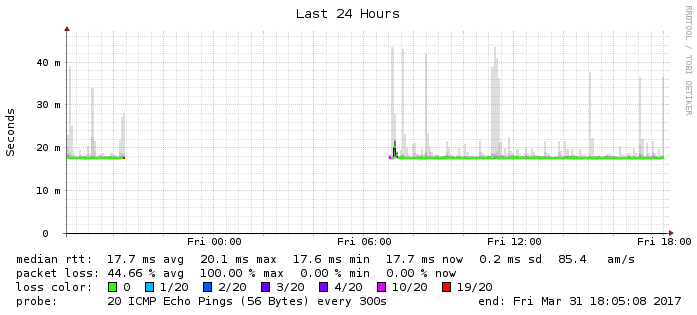 Last 24 Hours
RRDTOOL / TOBI OETIKER
Seconds
40 m
30 m
20 m
10 m
0
Fri 00:00 Fri 06:00 Fri 12:00 Fri 18:00
median rtt: 17.7 ms avg 20.1 ms max 17.6 ms min 17.7 ms now 0.2 ms sd 85.4 am/s
packet loss: 44.66 % avg 100.00 % max 0.00 % min 0.00 % now
loss color: 0 1/20 2/20 3/20 4/20 10/20 19/20
probe: 20 ICMP Echo Pings (56 Bytes) every 300s end: Fri Mar 31 18:05:08 2017